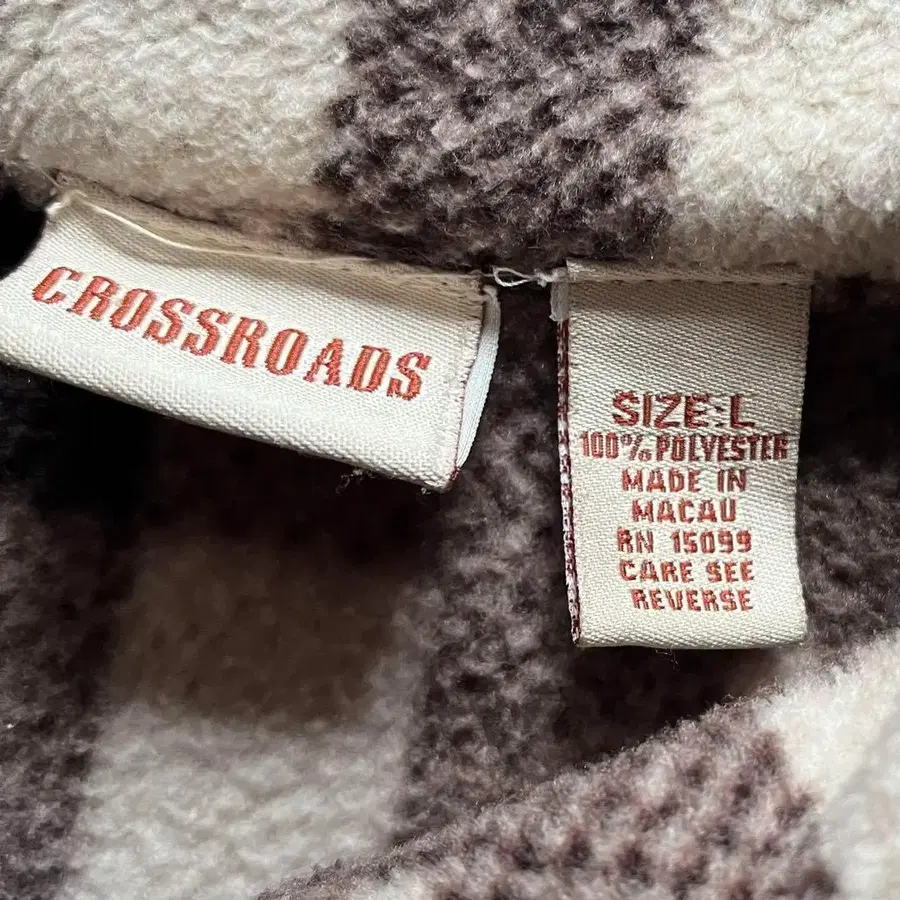 CROSSROADS
SIZE:L
100% POLYESTER
MADE IN
MACAU
RN 15099
CARE SEE
REVERSE